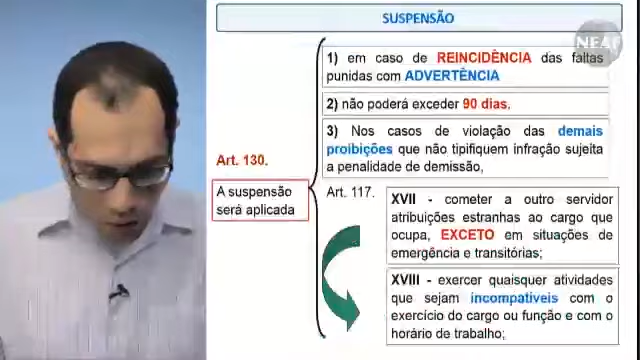 SUSPENSÃO
NEAF
1) em caso de REINCIDÊNCIA das faltas
punidas com ADVERTÊNCIA
2) não poderá exceder 90 dias.
3) Nos casos de violação das demais
proibições que não tipifiquem infração sujeita
a penalidade de demissão,
Art. 130.
A suspensão
será aplicada
Art. 117.
XVII - cometer a outro servidor
atribuições estranhas ao cargo que
ocupa, EXCETO em situações de
emergência e transitórias;
XVIII - exercer quaisquer atividades
que sejam incompatíveis com o
exercício do cargo ou função e com o
horário de trabalho;